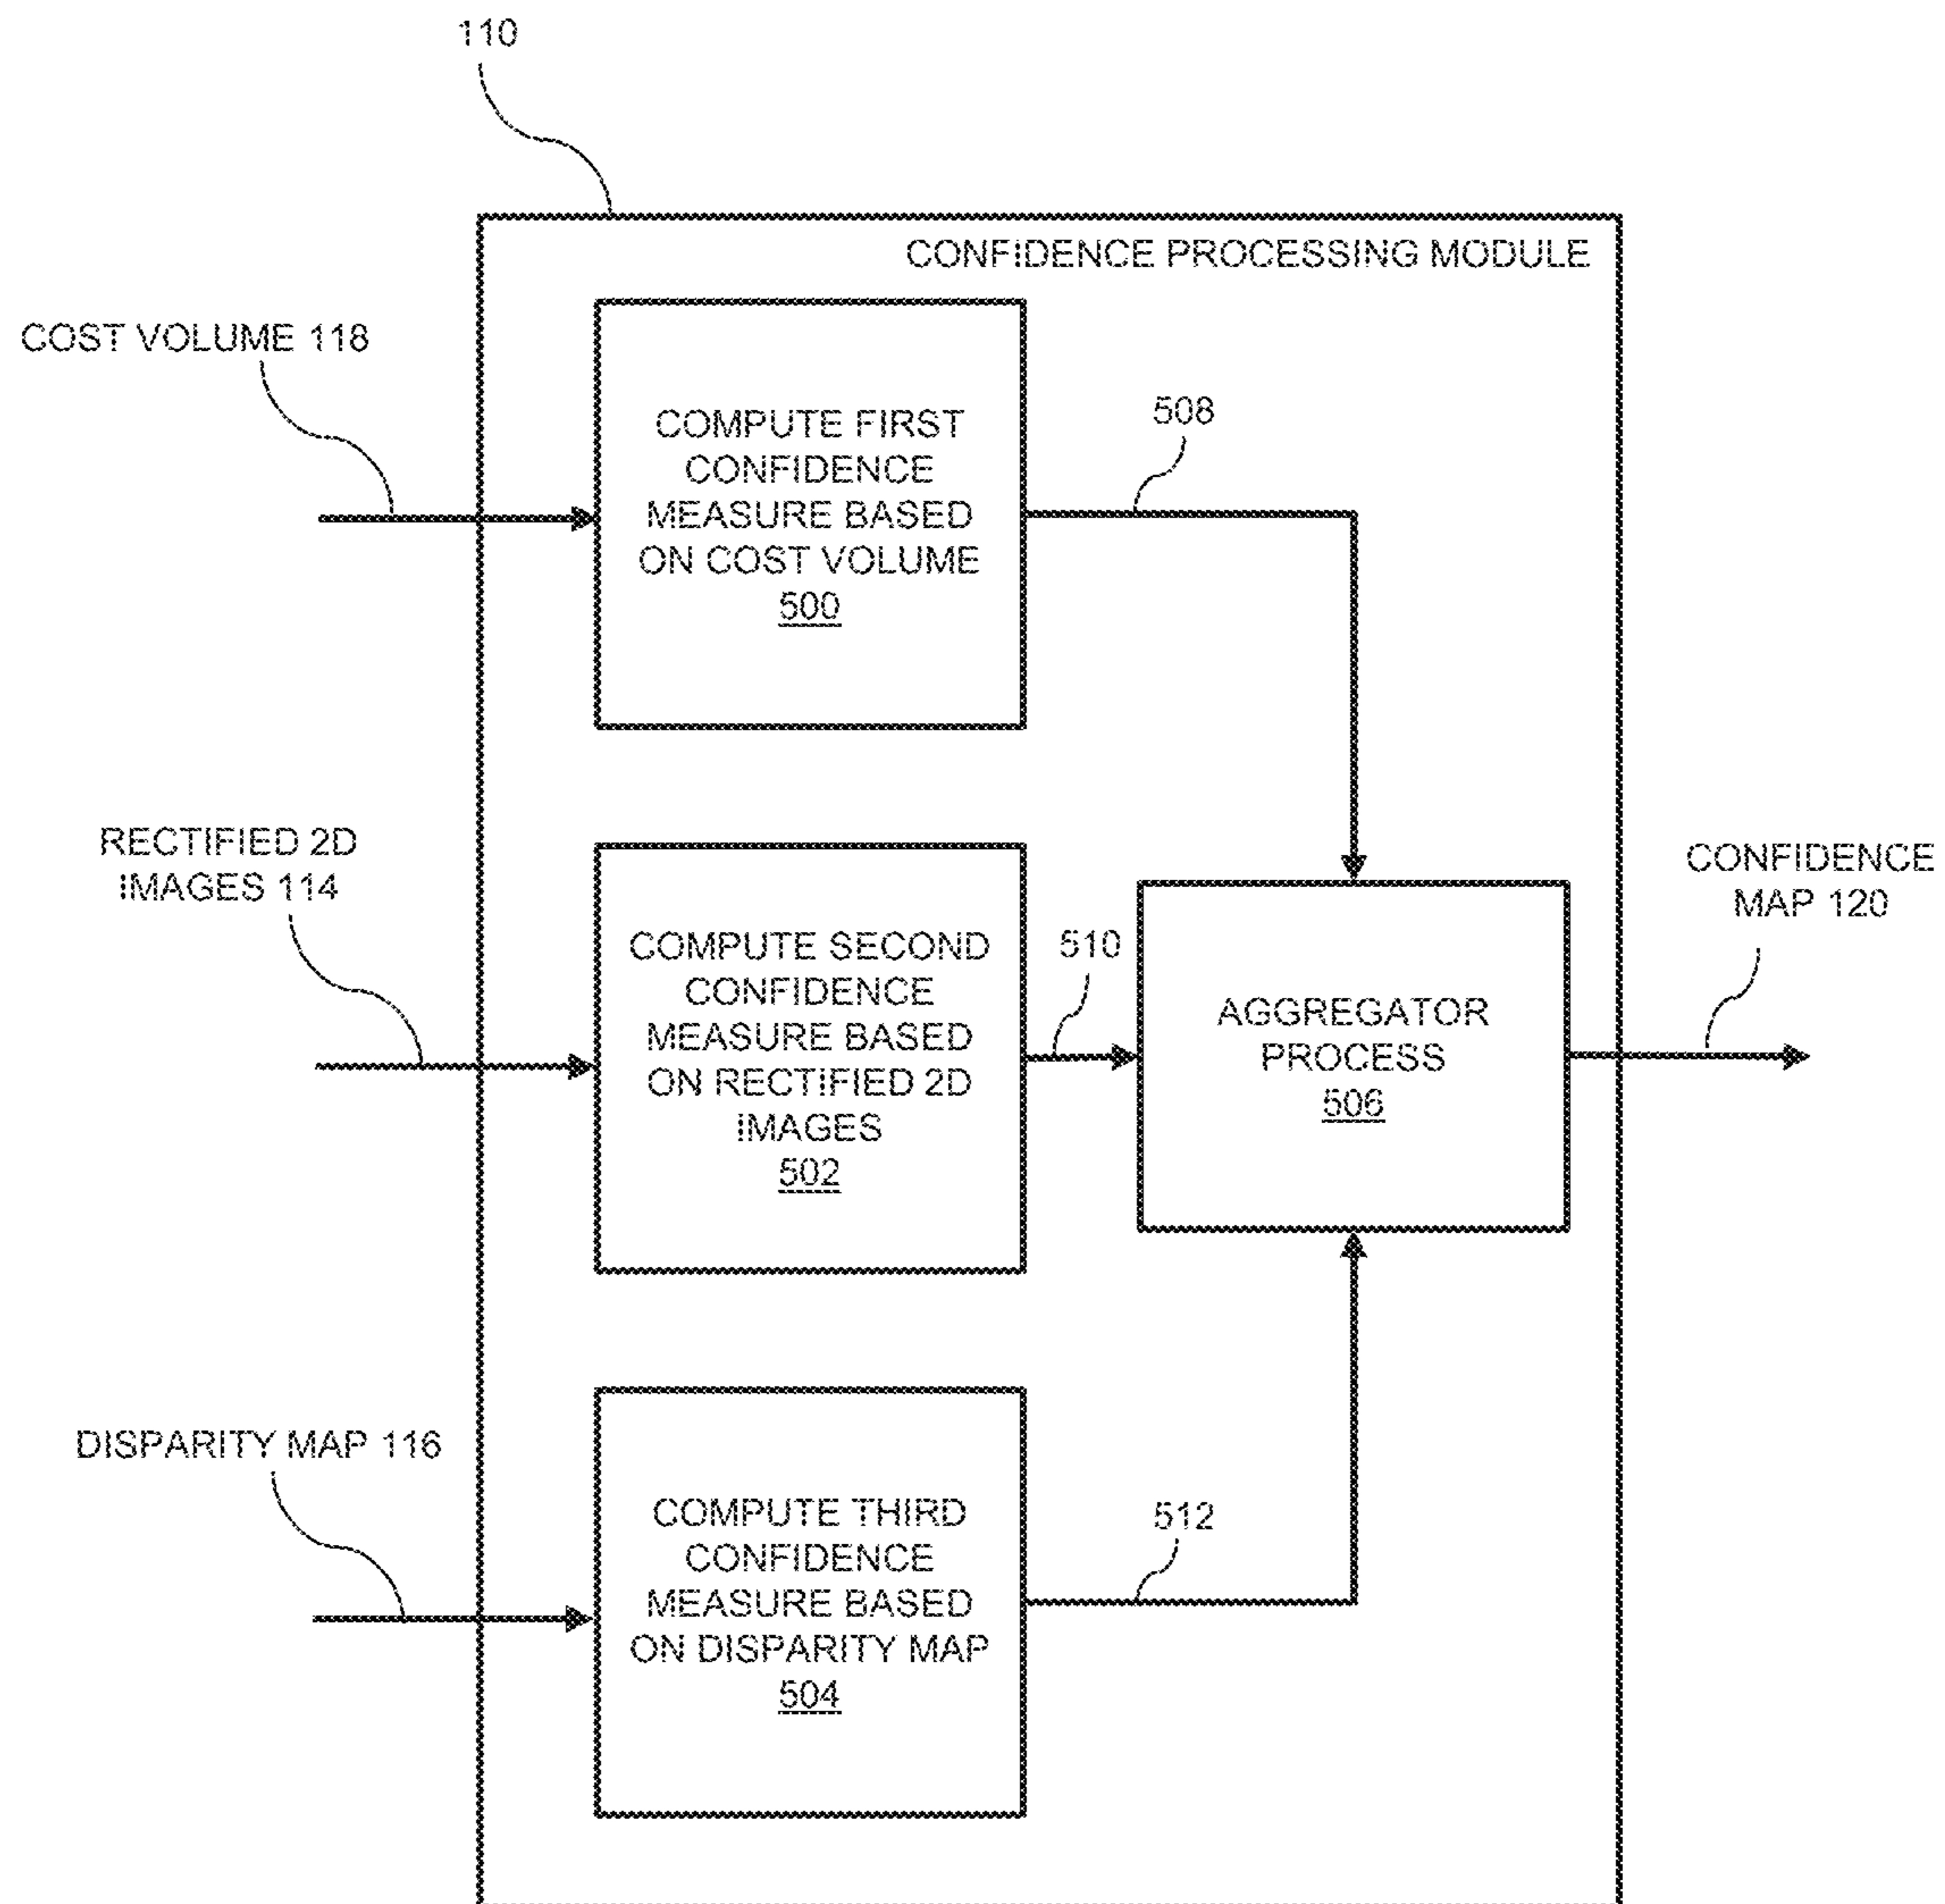 110
CONFIDENCE PROCESSING MODULE
COST VOLUME 118
COMPUTE FIRST
CONFIDENCE
MEASURE BASED
ON COST VOLUME
500
508
RECTIFIED 2D
IMAGES 114
COMPUTE SECOND
CONFIDENCE
MEASURE BASED
ON RECTIFIED 2D
IMAGES
502
510
AGGREGATOR
PROCESS
506
CONFIDENCE
MAP 120
DISPARITY MAP 116
COMPUTE THIRD
CONFIDENCE
MEASURE BASED
ON DISPARITY MAP
504
512